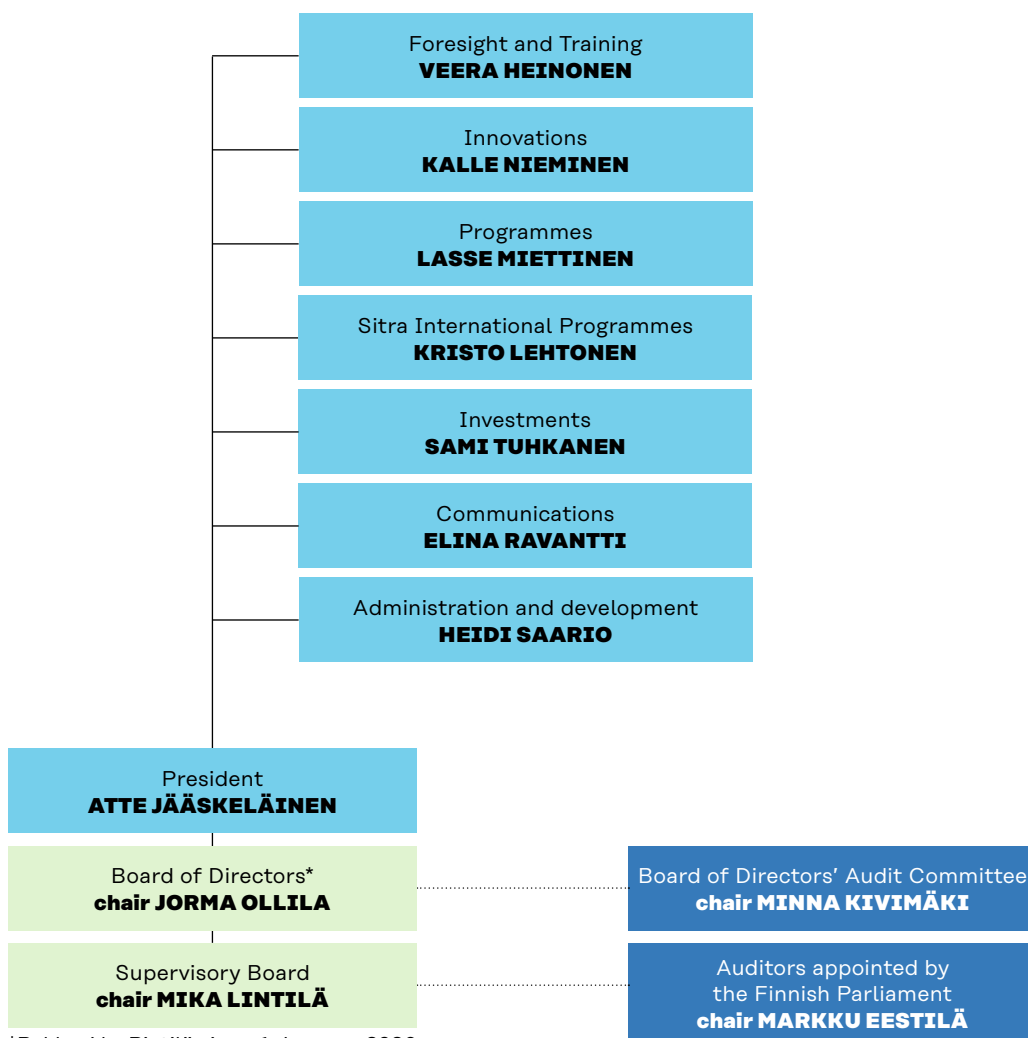 Foresight and Training
VEERA HEINONEN
Innovations
KALLE NIEMINEN
Programmes
LASSE MIETTINEN
Sitra International Programmes
KRISTO LEHTONEN
Investments
SAMI TUHKANEN
Communications
ELINA RAVANTTI
Administration and development
HEIDI SAARIO
President
ATTE JÄÄSKELÄINEN
Board of Directors*
chair JORMA OLLILA
Board of Directors’ Audit Committee
chair MINNA KIVIMÄKI
Supervisory Board
chair MIKA LINTILÄ
Auditors appointed by
the Finnish Parliament
chair MARKKU EESTILÄ